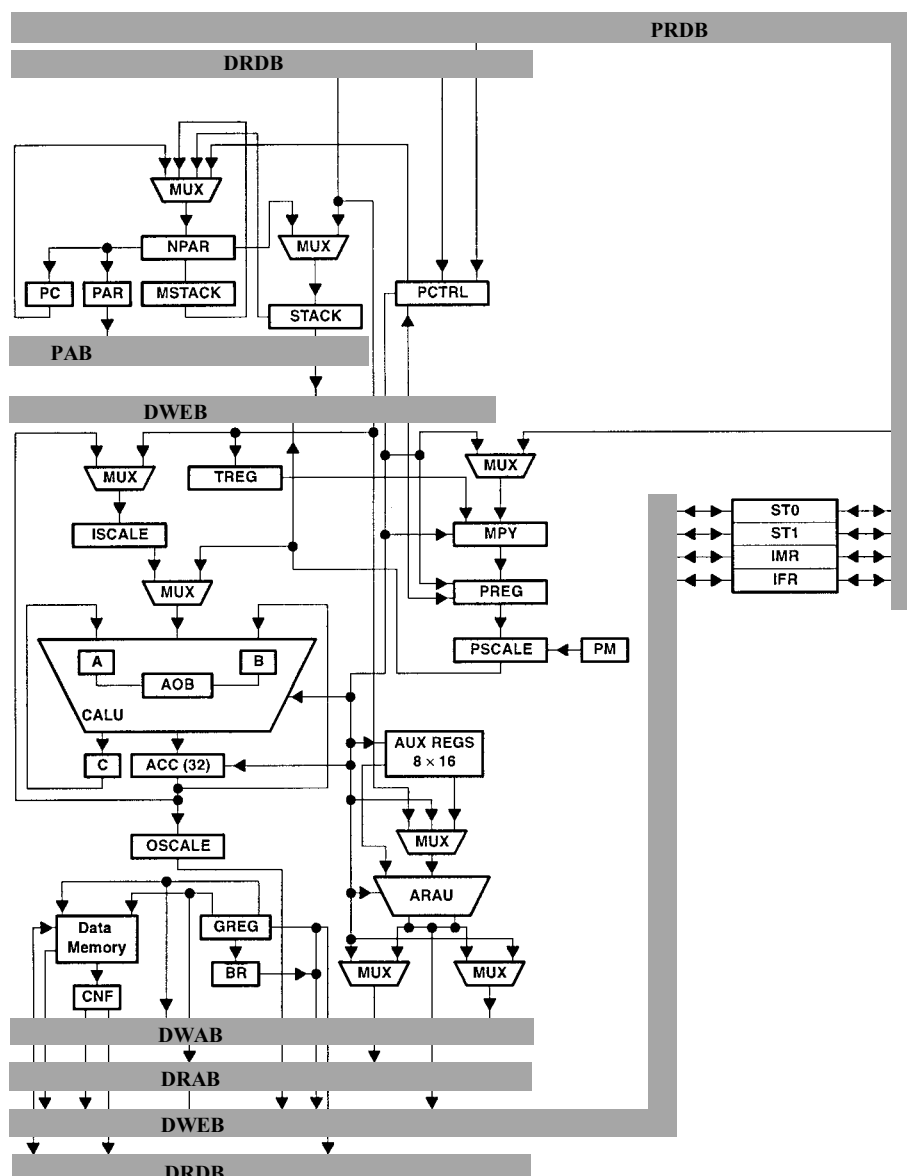 PRDB
DRDB
MUX
NPAR
MUX
PC
PAR
MSTACK
PCTRL
STACK
PAB
DWEB
MUX
TREG
MUX
ISCALE
MPY
ST0
ST1
IMR
IFR
MUX
PREG
PSCALE
PM
A
B
AOB
CALU
C
ACC (32)
AUX REGS
8 × 16
MUX
OSCALE
ARAU
Data
Memory
GREG
BR
MUX
MUX
CNF
DWAB
DRAB
DWEB
DRDB